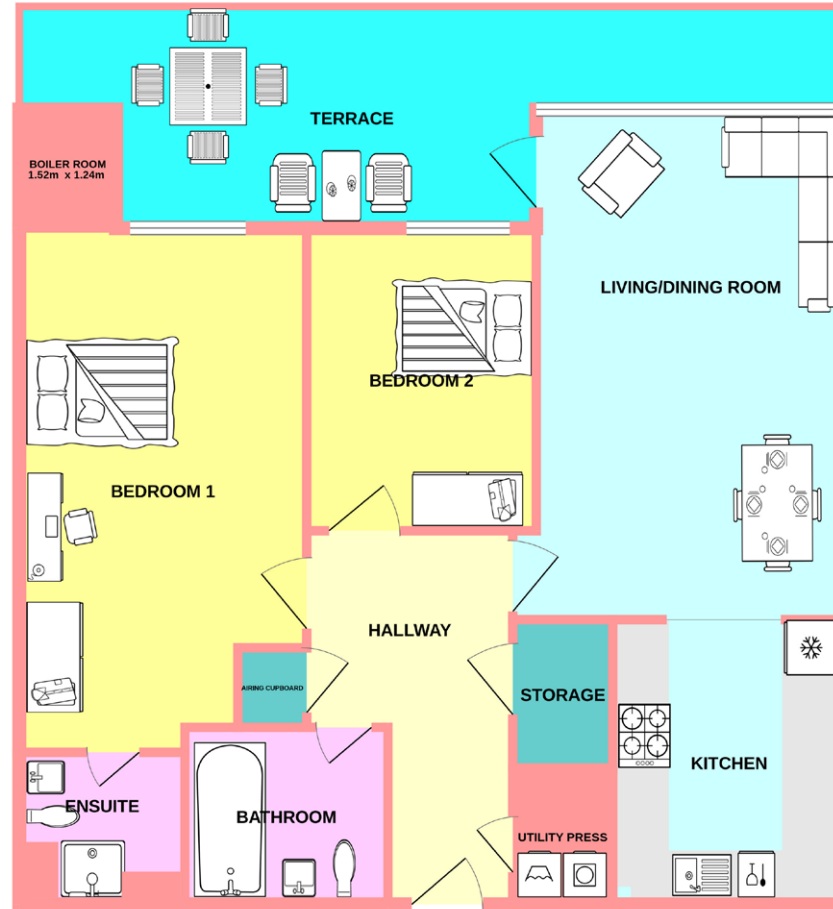 TERRACE
BOILER ROOM
1.52m x 1.24m
LIVING/DINING ROOM
BEDROOM 2
BEDROOM 1
HALLWAY
AIRING CUPBOARD
STORAGE
KITCHEN
ENSUITE
BATHROOM
UTILITY PRESS